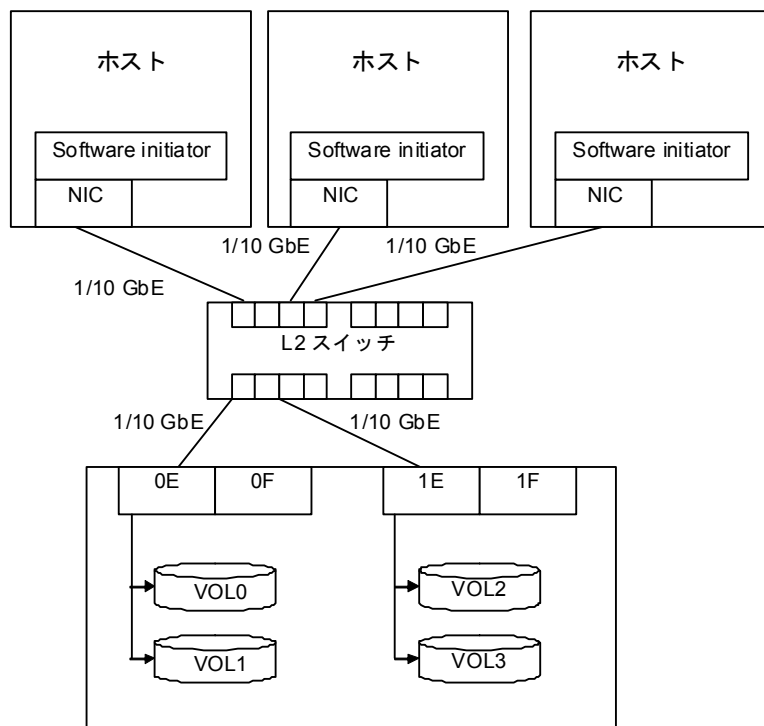 ホスト
ホスト
ホスト
Software initiator
Software initiator
Software initiator
NIC
NIC
NIC
1/10 GbE
1/10 GbE
1/10 GbE
L2 スイッチ
1/10 GbE
1/10 GbE
0E
0F
1E
1F
VOL0
VOL2
VOL1
VOL3